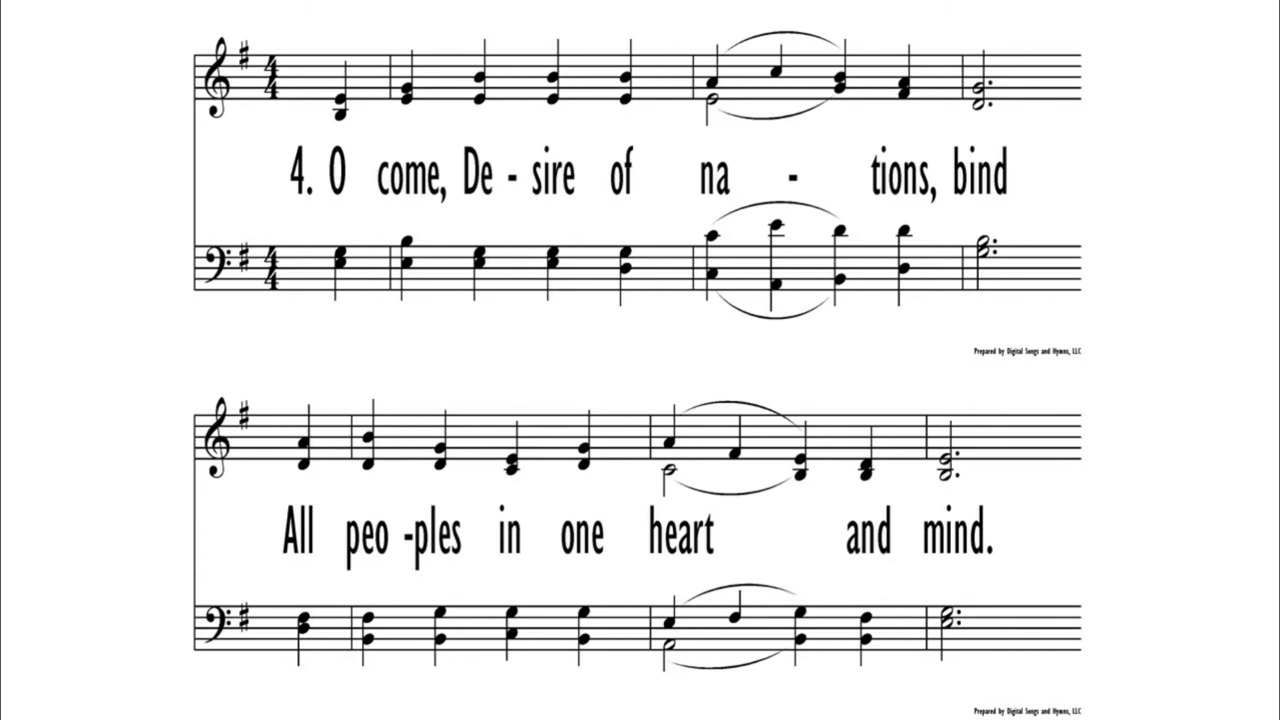 4. O come, De - sire of na - tions, bind
Prepared by Digital Songs and Hymns, LLC
All peo -ples in one heart and mind.
Prepared by Digital Songs and Hymns, LLC